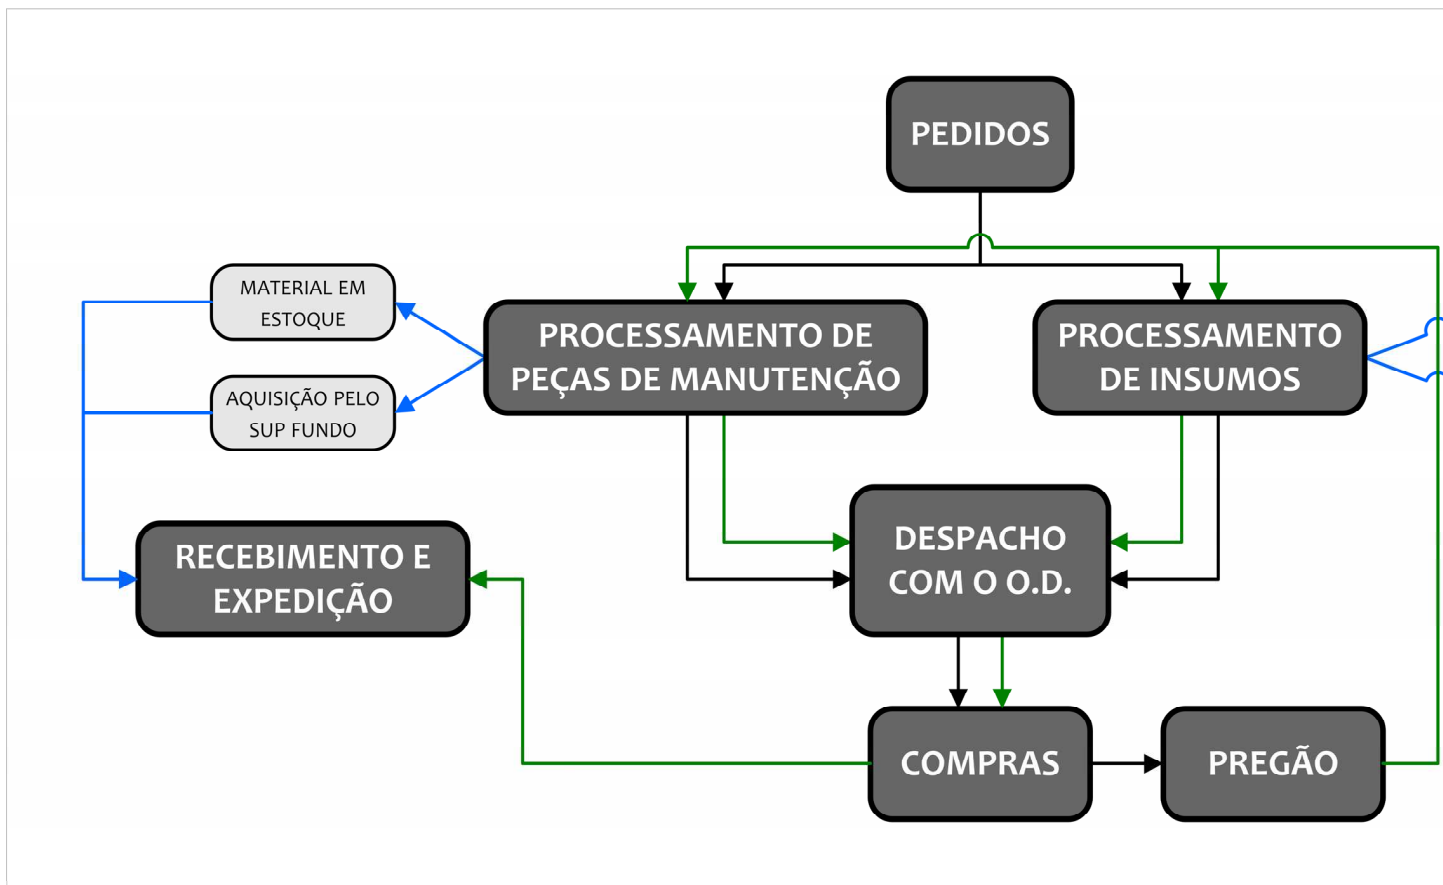 PEDIDOS
MATERIAL EM
ESTOQUE
PROCESSAMENTO DE
PEÇAS DE MANUTENÇÃO
PROCESSAMENTO
DE INSUMOS
AQUISIÇÃO PELO
SUP FUNDO
DESPACHO
COM O O.D.
RECEBIMENTO E
EXPEDIÇÃO
COMPRAS
PREGÃO